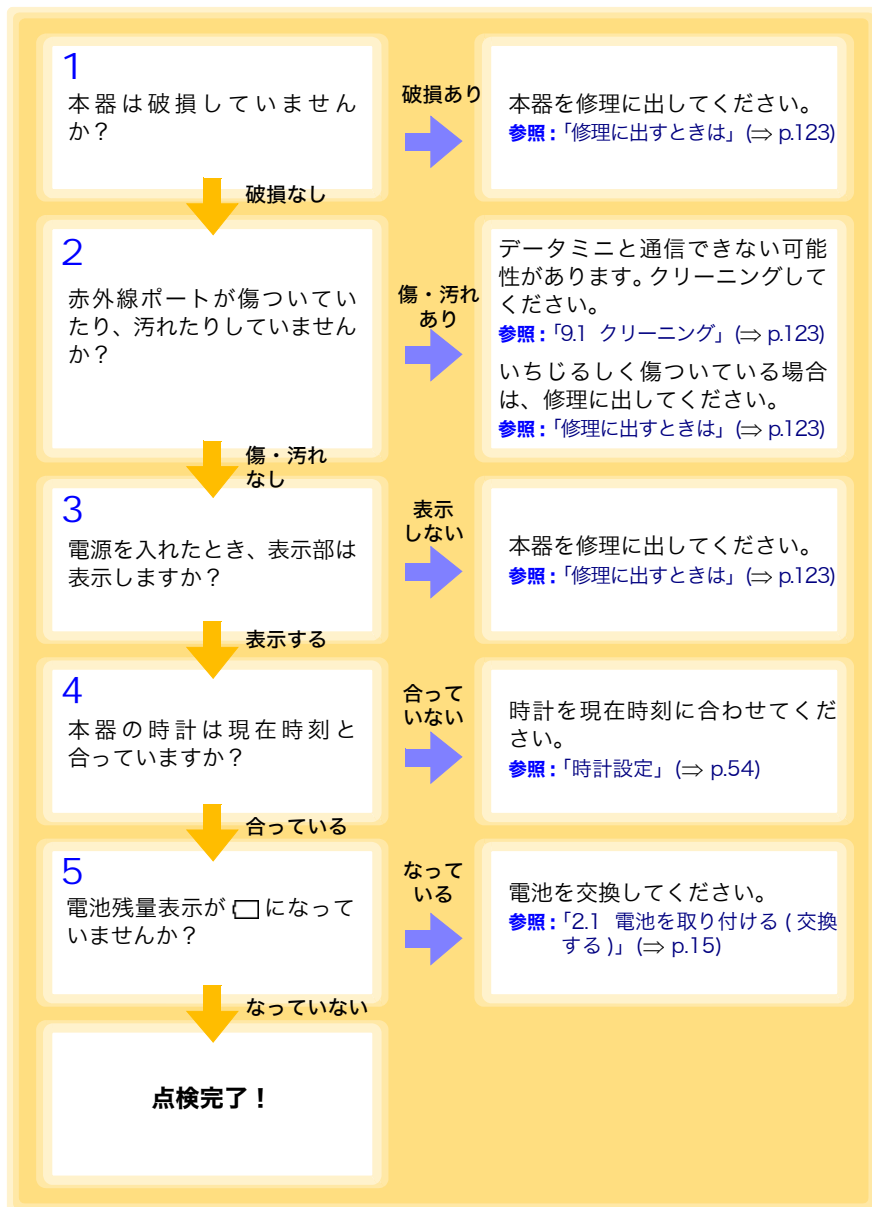 1
本器は破損していません
か？
破損あり
本器を修理に出してください。
参照：「修理に出すときは」(⇒ p.123)
破損なし
2
赤外線ポートが傷ついてい
たり、汚れたりしていません
か？
傷・汚れ
あり
データミニと通信できない可能
性があります。クリーニングして
ください。
参照：「9.1 クリーニング」(⇒ p.123)
いちじるしく傷ついている場合
は、修理に出してください。
参照：「修理に出すときは」(⇒ p.123)
傷・汚れ
なし
3
電源を入れたとき、表示部は
表示しますか？
表示
しない
本器を修理に出してください。
参照：「修理に出すときは」(⇒ p.123)
表示する
4
本器の時計は現在時刻と
合っていますか？
合って
いない
時計を現在時刻に合わせてくだ
さい。
参照：「時計設定」(⇒ p.54)
合っている
5
電池残量表示が になって
いませんか？
なって
いる
電池を交換してください。
参照：「2.1 電池を取り付ける ( 交換
する )」(⇒ p.15)
なっていない
点検完了！